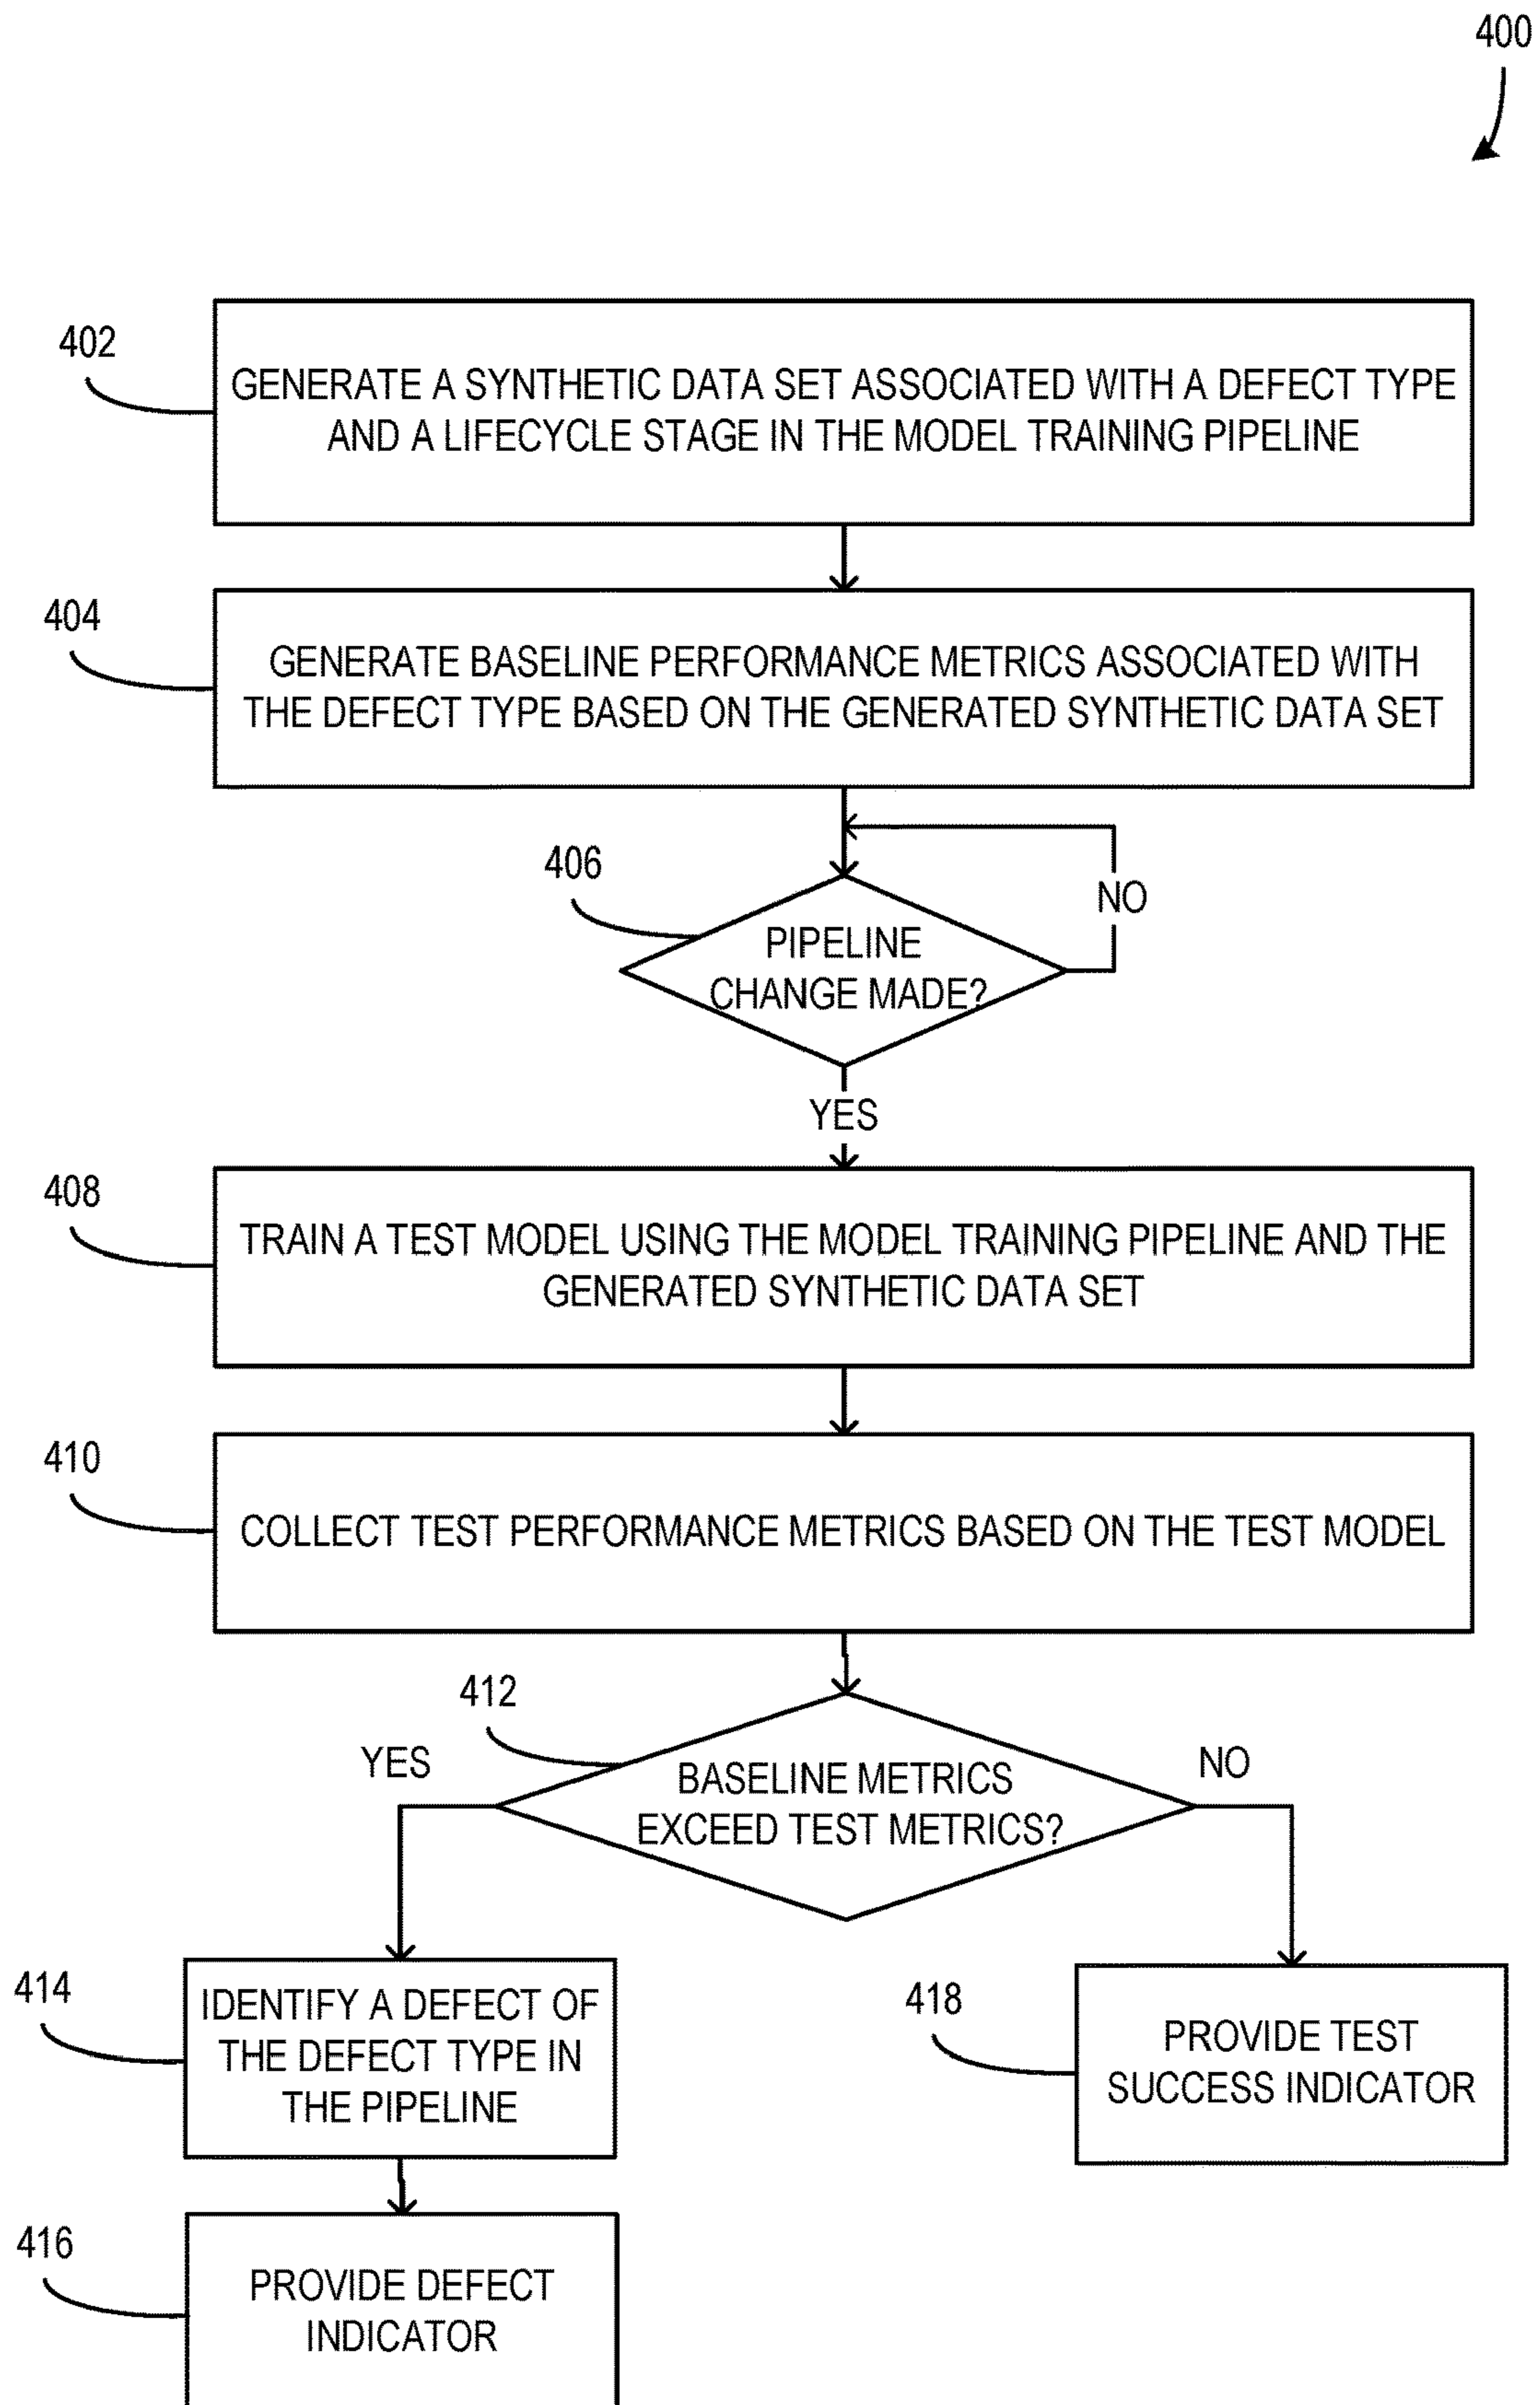 400
402
GENERATE A SYNTHETIC DATA SET ASSOCIATED WITH A DEFECT TYPE
AND A LIFECYCLE STAGE IN THE MODEL TRAINING PIPELINE
404
GENERATE BASELINE PERFORMANCE METRICS ASSOCIATED WITH
THE DEFECT TYPE BASED ON THE GENERATED SYNTHETIC DATA SET
406
NO
PIPELINE
CHANGE MADE?
YES
408
TRAIN A TEST MODEL USING THE MODEL TRAINING PIPELINE AND THE
GENERATED SYNTHETIC DATA SET
410
COLLECT TEST PERFORMANCE METRICS BASED ON THE TEST MODEL
412
YES
NO
BASELINE METRICS
EXCEED TEST METRICS?
414
IDENTIFY A DEFECT OF
THE DEFECT TYPE IN
THE PIPELINE
418
PROVIDE TEST
SUCCESS INDICATOR
416
PROVIDE DEFECT
INDICATOR